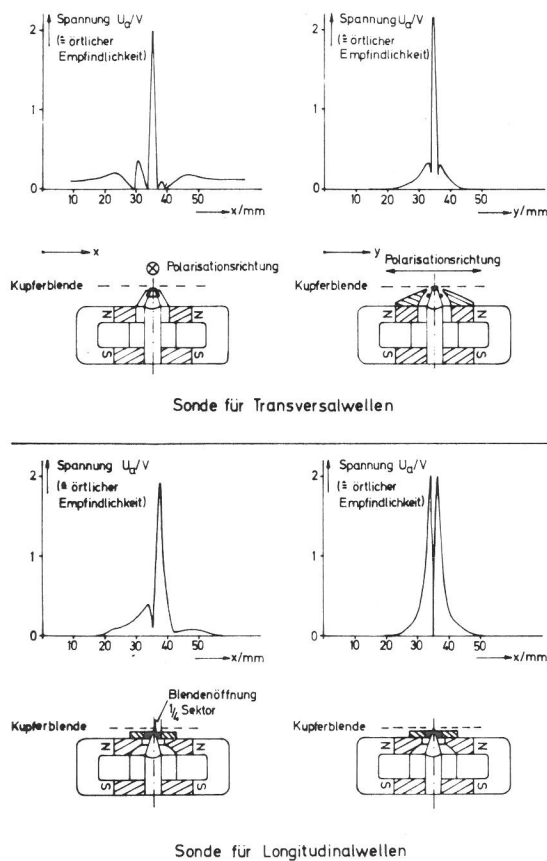 Spannung Uₐ/V
(≙ örtlicher
Empfindlichkeit)
2
1
0
10 20 30 40 50
x/mm
Spannung Uₐ/V
(≙ örtlicher
Empfindlichkeit)
2
1
0
10 20 30 40 50
y/mm
x
Polarisationsrichtung
Kupferblende
N N
S S
y
Polarisationsrichtung
Kupferblende
N N
S S
Sonde für Transversalwellen
Spannung Uₐ/V
(≙ örtlicher
Empfindlichkeit)
2
1
0
10 20 30 40 50
x/mm
Spannung Uₐ/V
(≙ örtlicher
Empfindlichkeit)
2
1
0
10 20 30 40 50
x/mm
Blendenöffnung
1/4 Sektor
Kupferblende
N N
S S
Kupferblende
N N
S S
Sonde für Longitudinalwellen